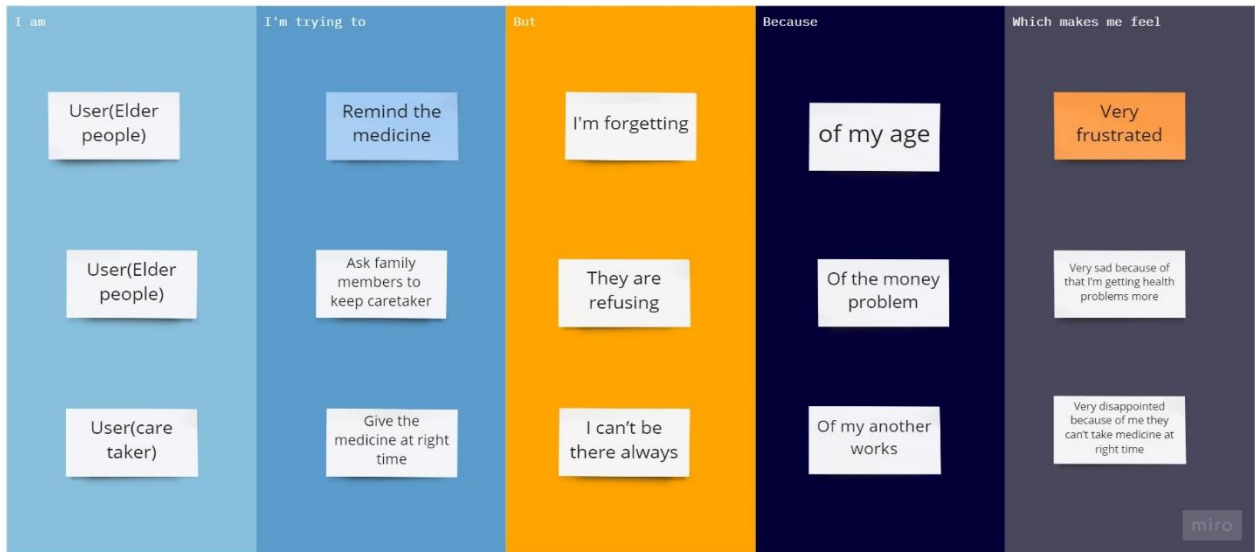 I am
I'm trying to
But
Because
Which makes me feel
User(Elder
people)
Remind the
medicine
I'm forgetting
of my age
Very
frustrated
User(Elder
people)
Ask family
members to
keep caretaker
They are
refusing
Of the money
problem
Very sad because of
that I'm getting health
problems more
User(care
taker)
Give the
medicine at right
time
I can’t be
there always
Of my another
works
Very disappointed
because of me they
can't take medicine at
right time
miro